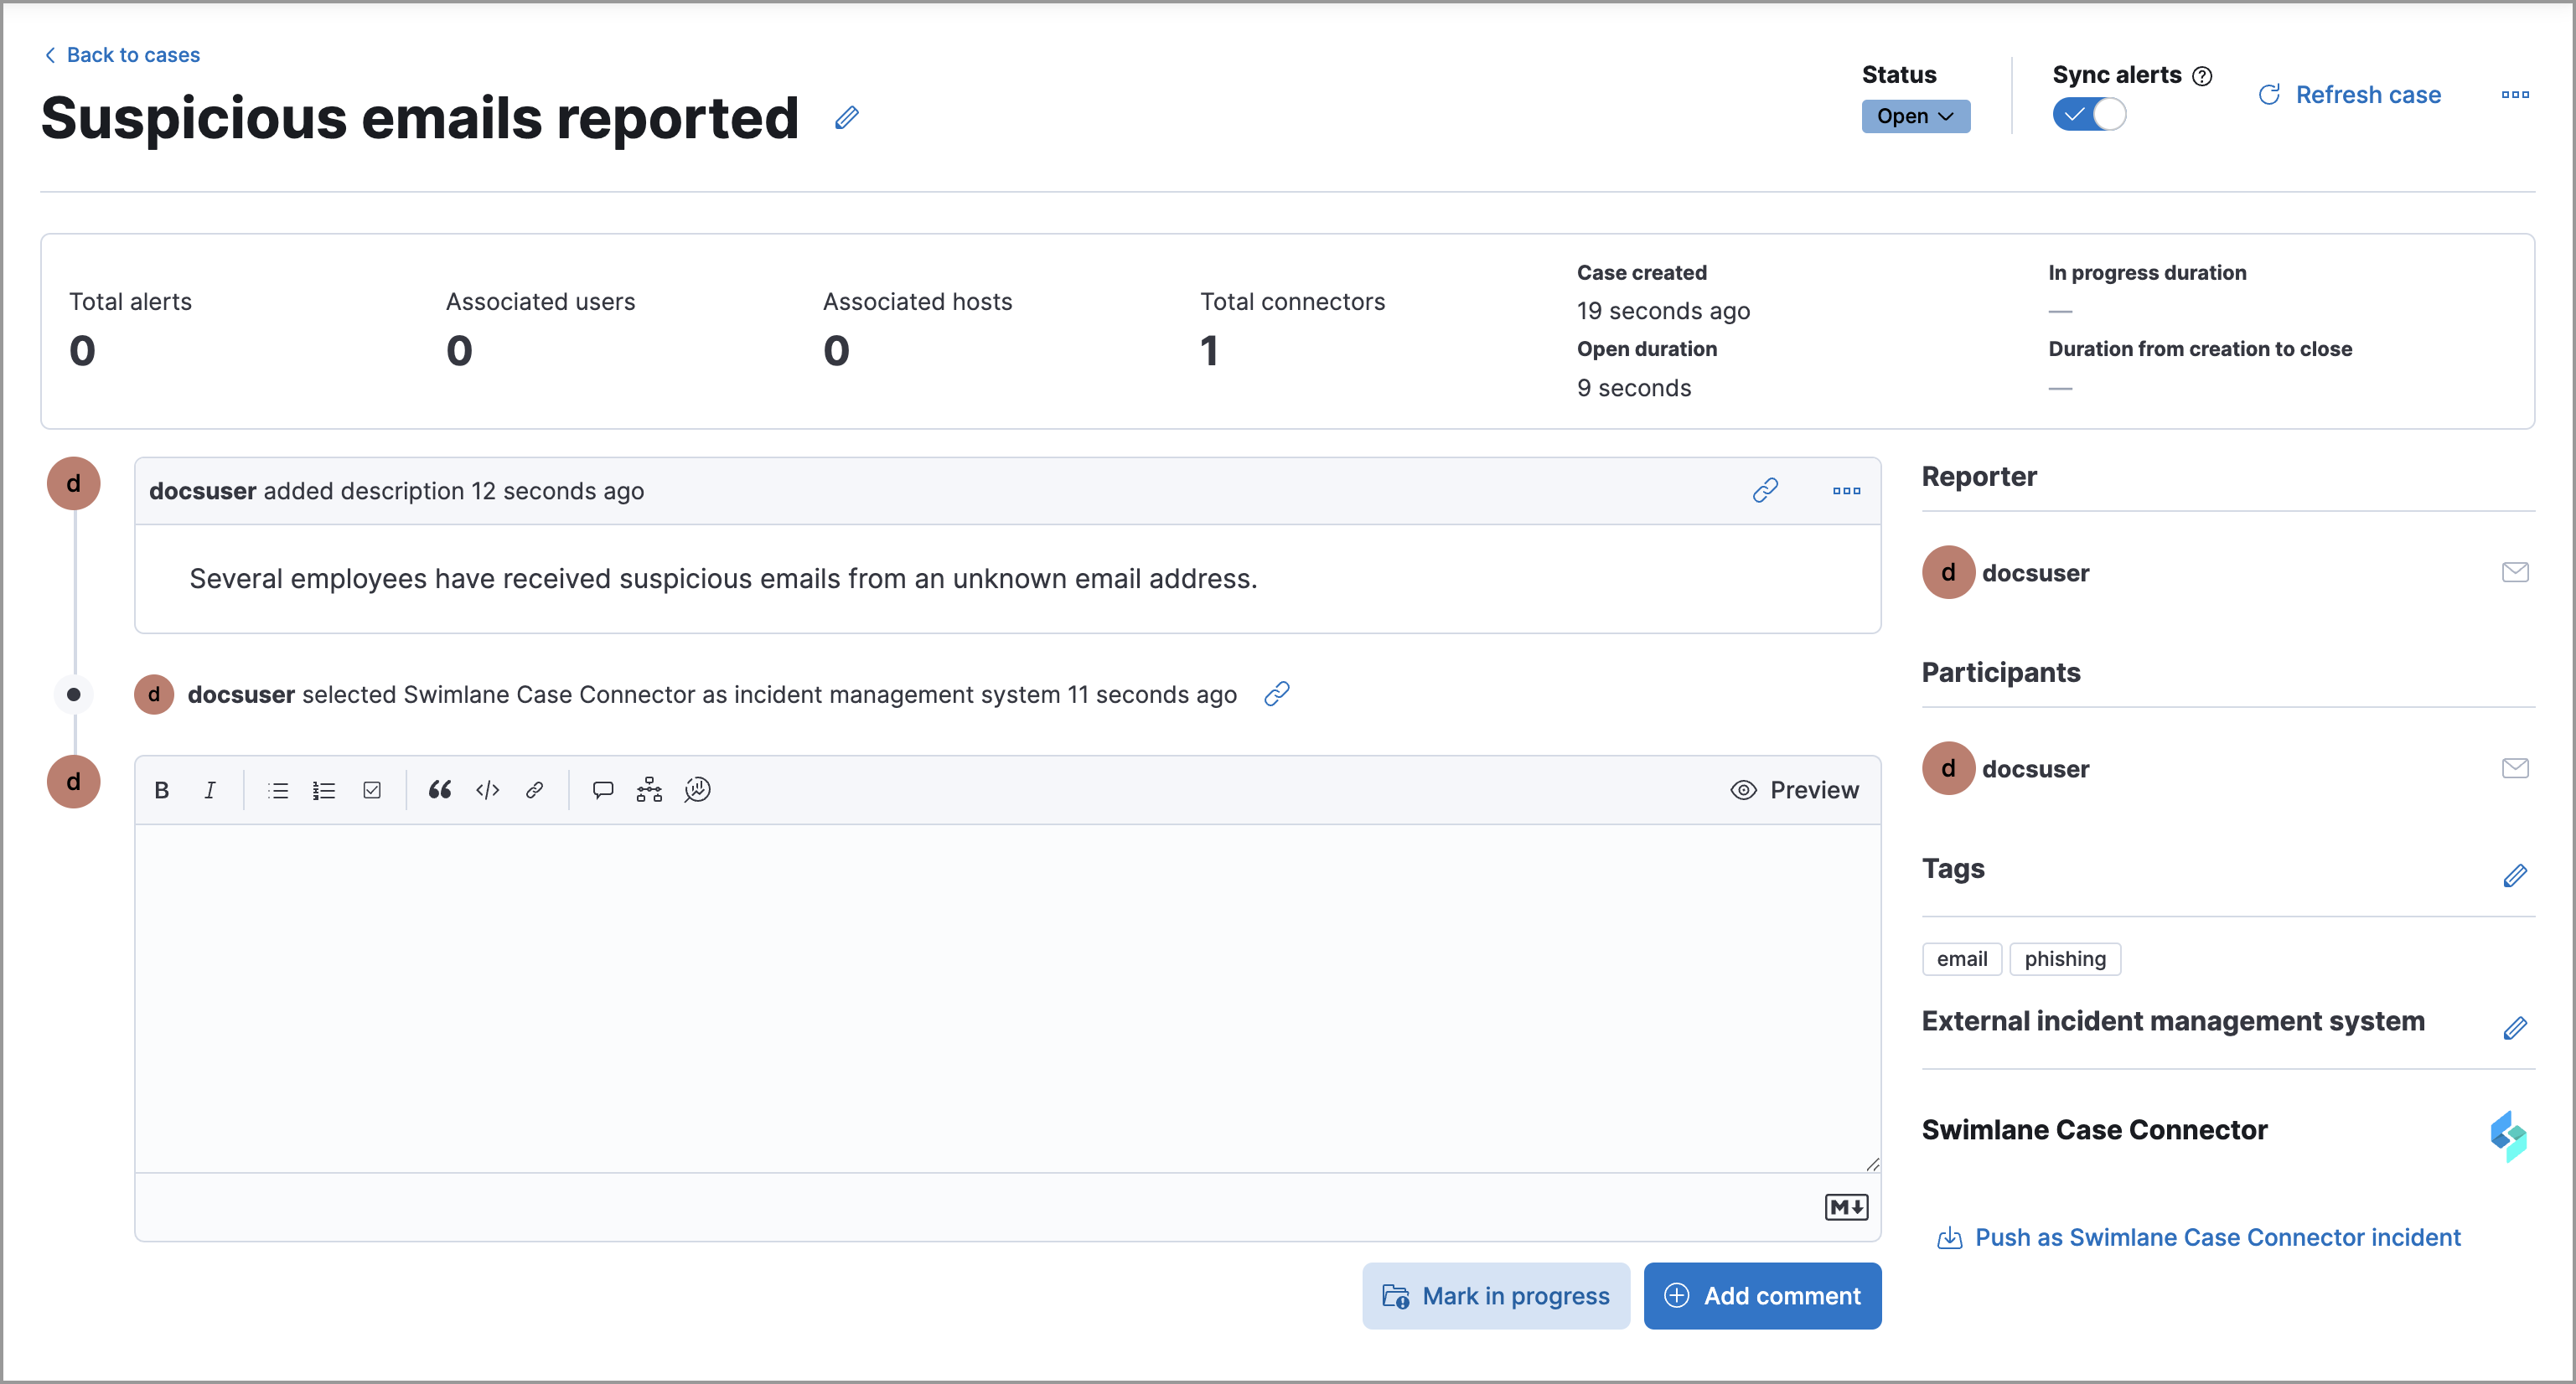 Back to cases
Suspicious emails reported
Status
Open
Sync alerts
Refresh case
Total alerts
0
Associated users
0
Associated hosts
0
Total connectors
1
Case created
19 seconds ago
Open duration
9 seconds
In progress duration
—
Duration from creation to close
—
d
docsuser added description 12 seconds ago
Several employees have received suspicious emails from an unknown email address.
d docsuser selected Swimlane Case Connector as incident management system 11 seconds ago
d
B I
Preview
M
Mark in progress
Add comment
Reporter
d docsuser
Participants
d docsuser
Tags
email phishing
External incident management system
Swimlane Case Connector
Push as Swimlane Case Connector incident